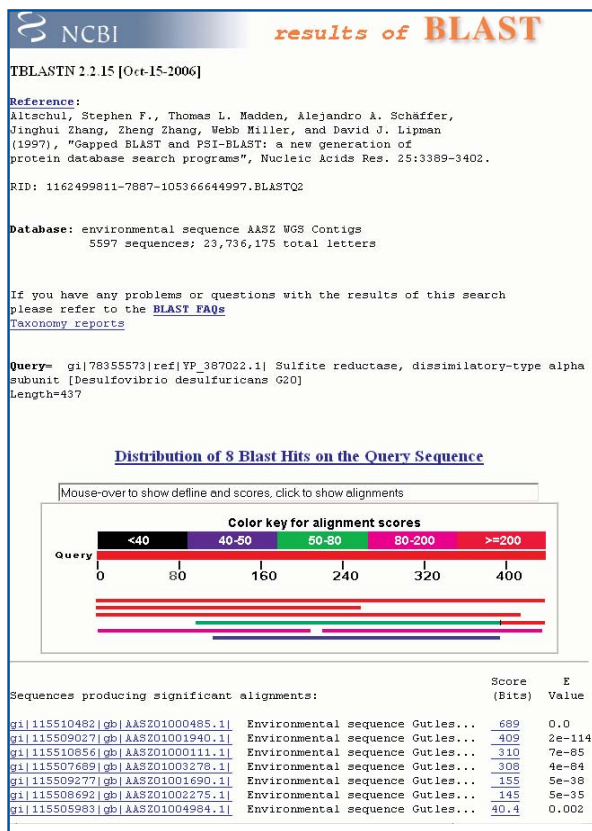 NCBI results of BLAST
TBLASTN 2.2.15 [Oct-15-2006]
Reference:
Altschul, Stephen F., Thomas L. Madden, Alejandro A. Schäffer,
Jinghui Zhang, Zheng Zhang, Webb Miller, and David J. Lipman
(1997), "Gapped BLAST and PSI-BLAST: a new generation of
protein database search programs", Nucleic Acids Res. 25:3389-3402.
RID: 1162499811-7887-105366644997.BLASTQ2
Database: environmental sequence AASZ WGS Contigs
5597 sequences; 23,736,175 total letters
If you have any problems or questions with the results of this search
please refer to the BLAST FAQs
Taxonomy reports
Query= gi|78355573|ref|YP_387022.1| Sulfite reductase, dissimilatory-type alpha
subunit [Desulfovibrio desulfuricans G20]
Length=437
Distribution of 8 Blast Hits on the Query Sequence
Mouse-over to show defline and scores, click to show alignments
Color key for alignment scores
<40 40-50 50-80 80-200 >=200
Query
0 80 160 240 320 400
Score E
Sequences producing significant alignments: (Bits) Value
gi|115510482|gb|AASZ01000485.1| Environmental sequence Gutles... 689 0.0
gi|115509027|gb|AASZ01001940.1| Environmental sequence Gutles... 409 2e-114
gi|115510856|gb|AASZ01000111.1| Environmental sequence Gutles... 310 7e-85
gi|115507689|gb|AASZ01003278.1| Environmental sequence Gutles... 308 4e-84
gi|115509277|gb|AASZ01001690.1| Environmental sequence Gutles... 155 5e-38
gi|115508692|gb|AASZ01002275.1| Environmental sequence Gutles... 145 5e-35
gi|115505983|gb|AASZ01004984.1| Environmental sequence Gutles... 40.4 0.002